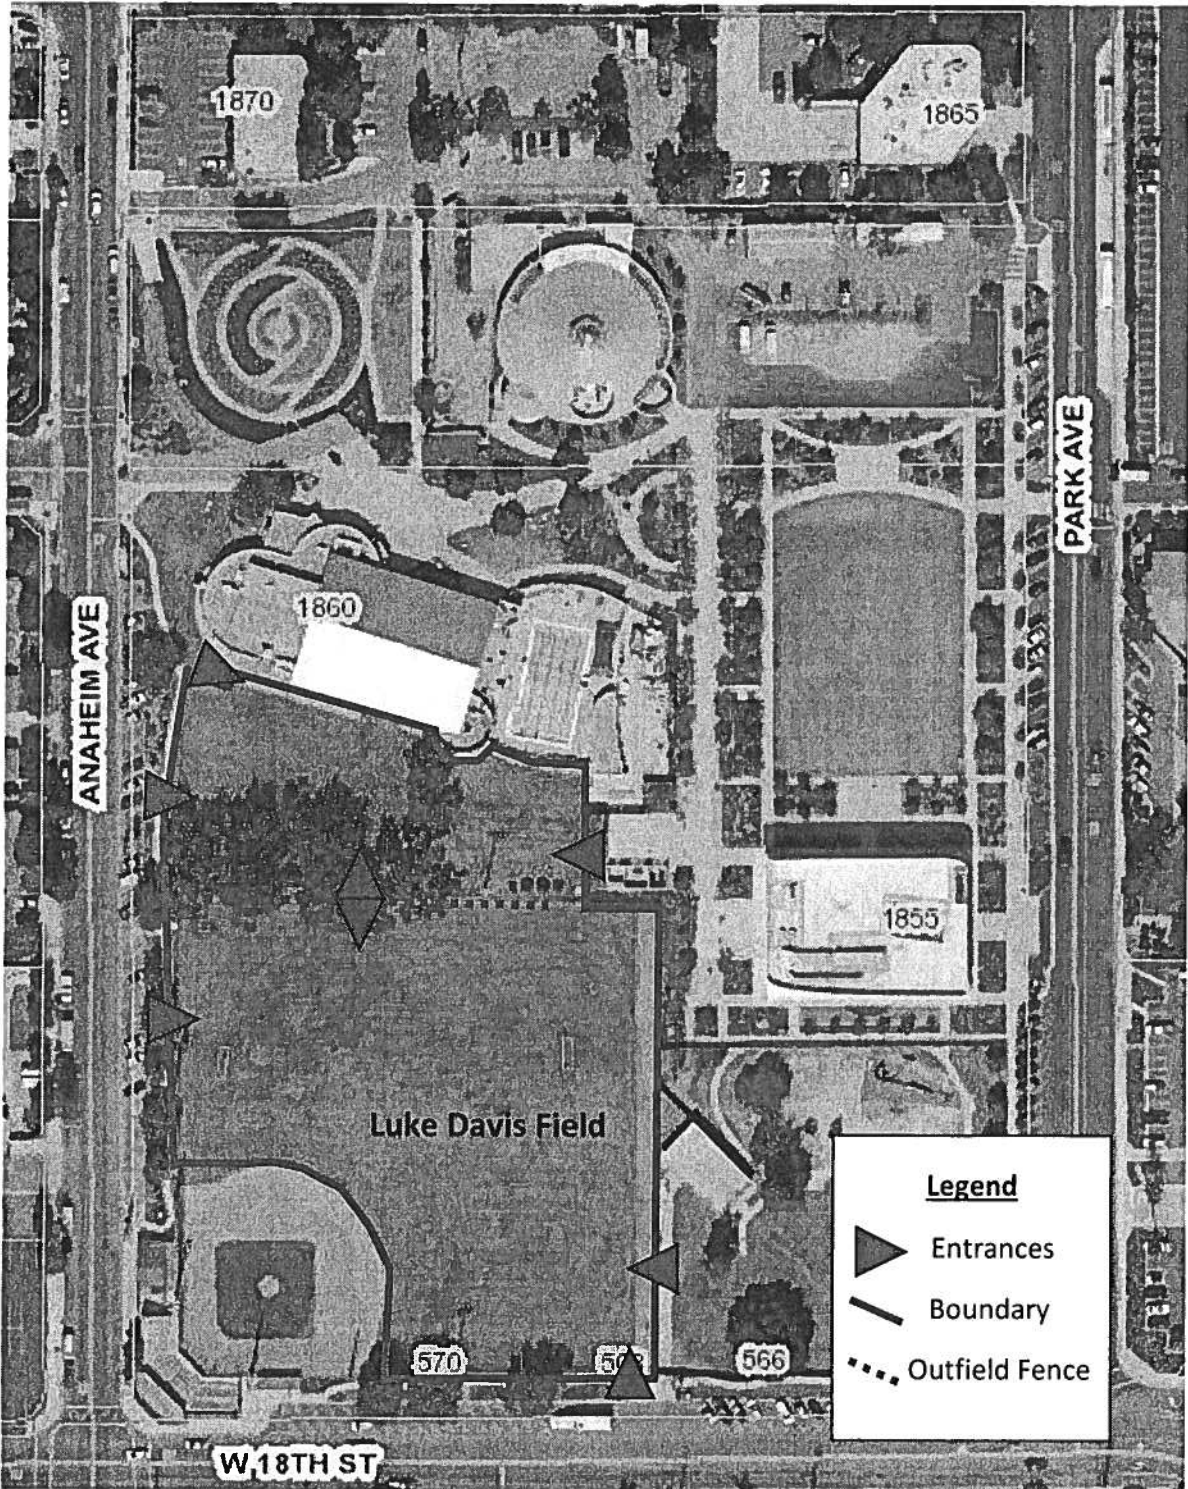 1870
1865
PARK AVE
1860
ANAHEIM AVE
1855
Luke Davis Field
Legend
Entrances
Boundary
Outfield Fence
570
566
W 18TH ST